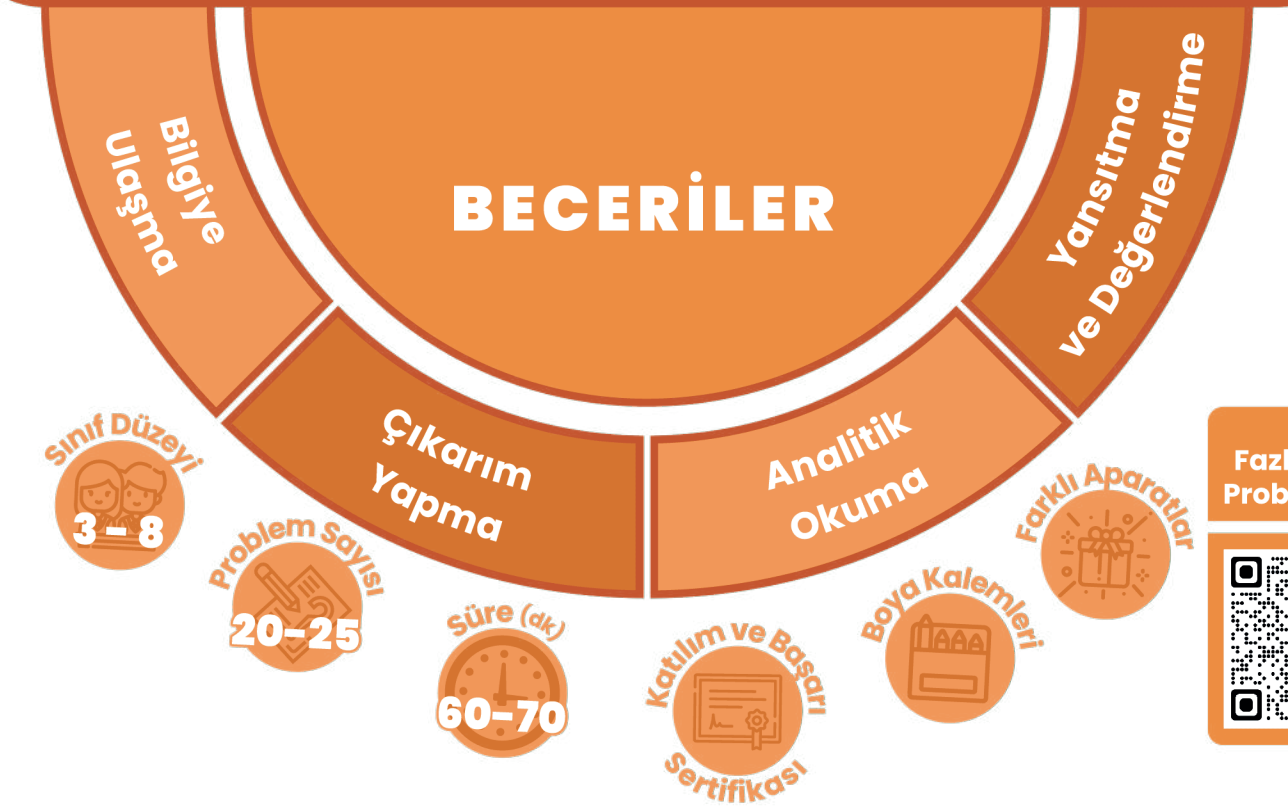 BECERİLER
Bilgiye
Ulaşma
Çıkarım
Yapma
Analitik
Okuma
Yansıtma
ve Değerlendirme
Sınıf Düzeyi
3 - 8
Problem Sayısı
20-25
Süre (dk)
60-70
Katılım ve Başarı
Sertifikası
Boya Kalemleri
Farklı Aparatlar